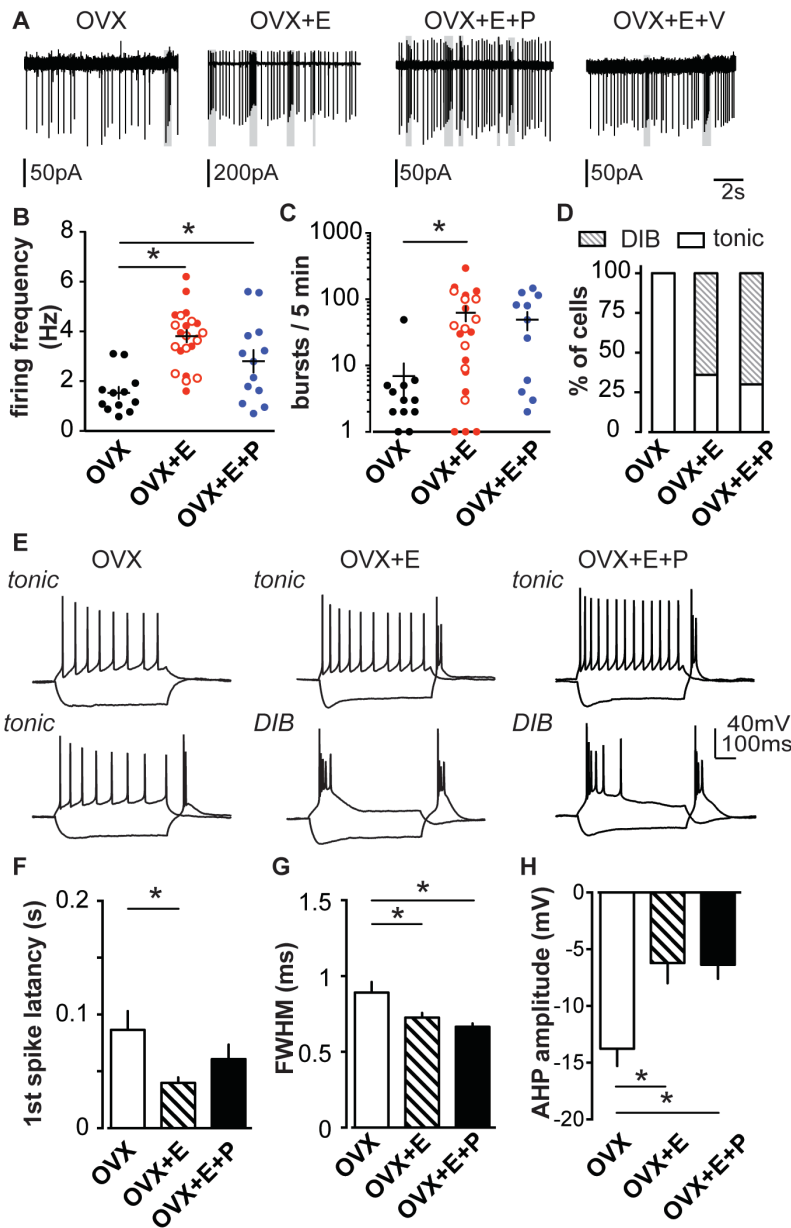 A OVX OVX+E OVX+E+P OVX+E+V
50pA 200pA 50pA 50pA
2s
B
firing frequency
(Hz)
8
6
4
2
0
* *
OVX OVX+E OVX+E+P
C
bursts / 5 min
1000
100
10
1
*
OVX OVX+E OVX+E+P
D
DIB tonic
% of cells
100
75
50
25
0
OVX OVX+E OVX+E+P
E OVX OVX+E OVX+E+P
tonic tonic tonic
tonic DIB DIB
40mV
100ms
F
1st spike latancy (s)
0.2
0.1
0
*
OVX OVX+E OVX+E+P
G
FWHM (ms)
1.5
1
0.5
0
*
*
OVX OVX+E OVX+E+P
H
AHP amplitude (mV)
0
-5
-10
-15
-20
*
*
OVX OVX+E OVX+E+P